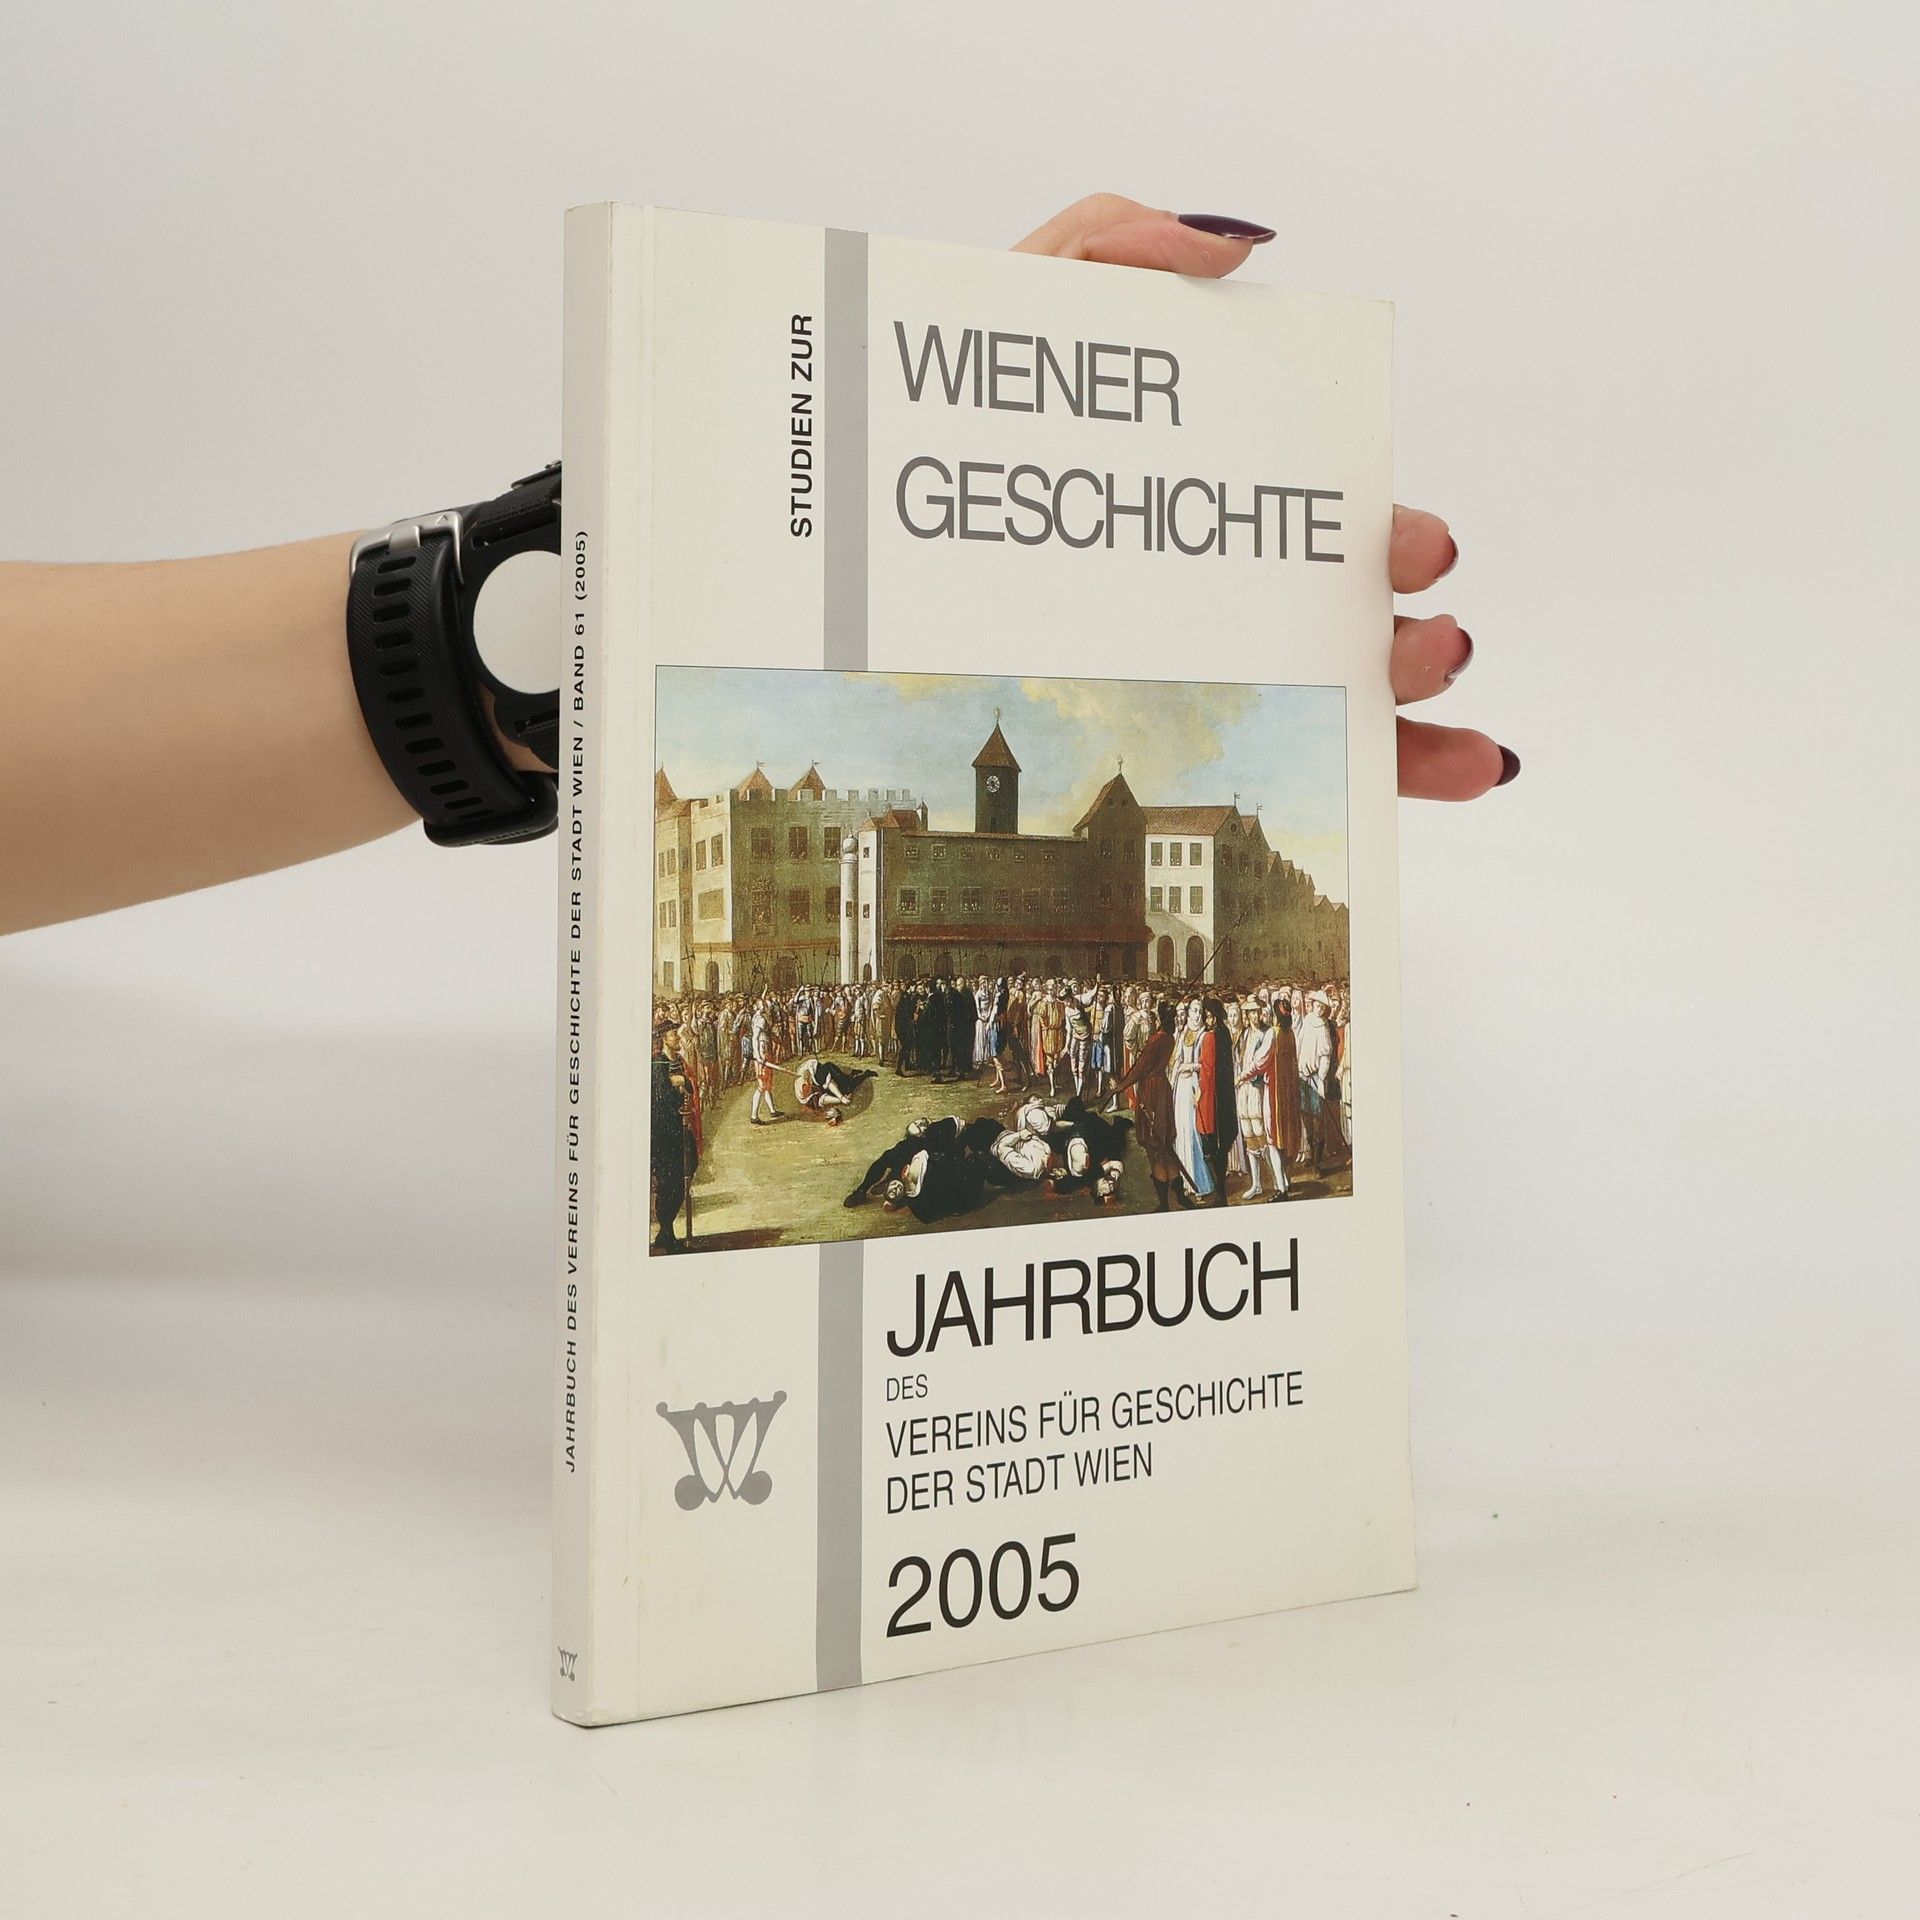 STUDIEN ZUR
WIENER
GESCHICHTE
JAHRBUCH
DES
VEREINS FÜR GESCHICHTE
DER STADT WIEN
2005
JAHRBUCH DES VEREINS FÜR GESCHICHTE DER STADT WIEN / BAND 61 (2005)